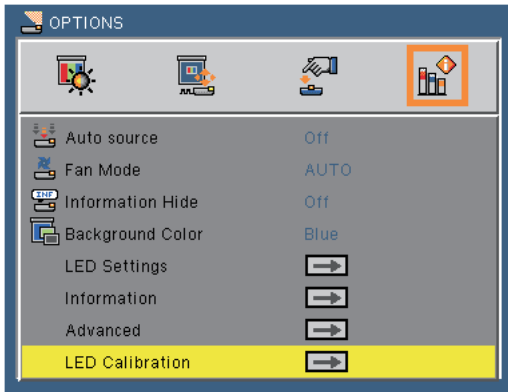 OPTIONS
Auto source Off
Fan Mode AUTO
INF
Information Hide Off
Background Color Blue
LED Settings
Information
Advanced
LED Calibration